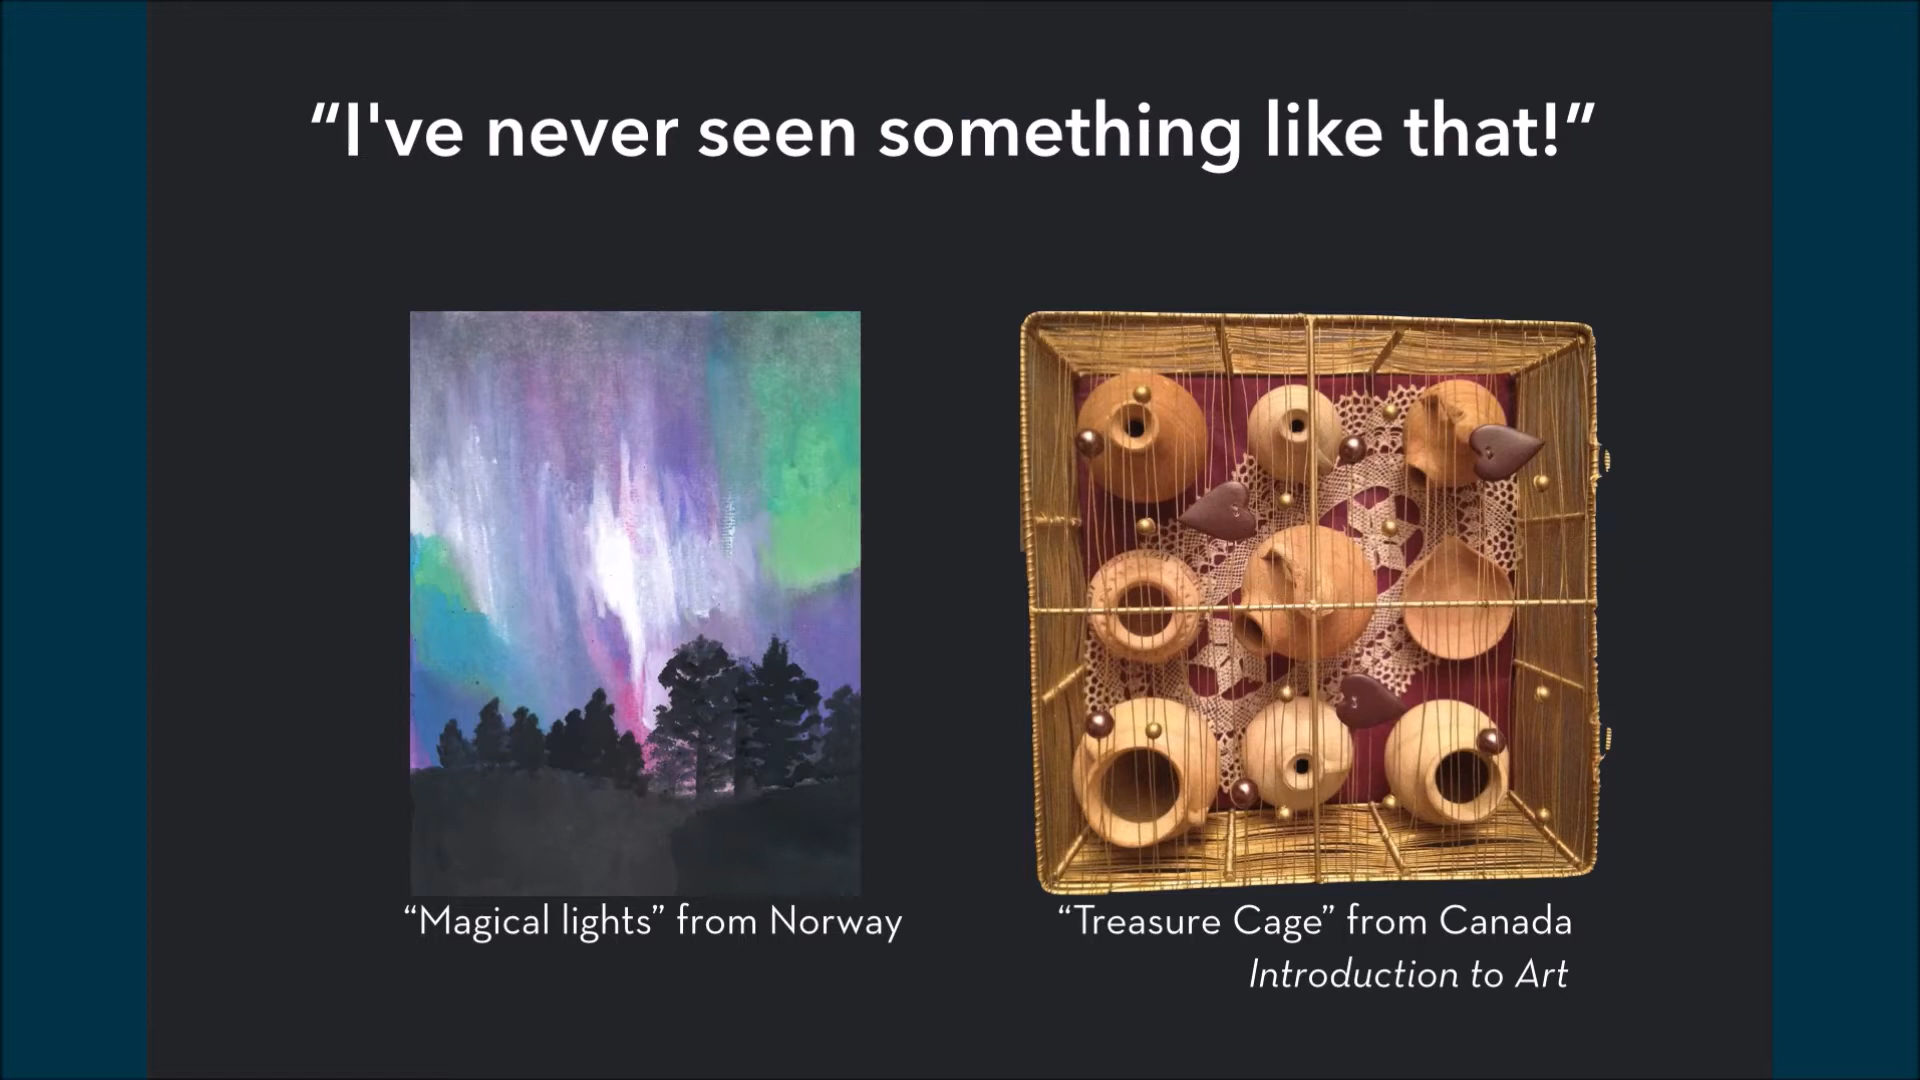 “I've never seen something like that!”
“Magical lights” from Norway
“Treasure Cage” from Canada
Introduction to Art